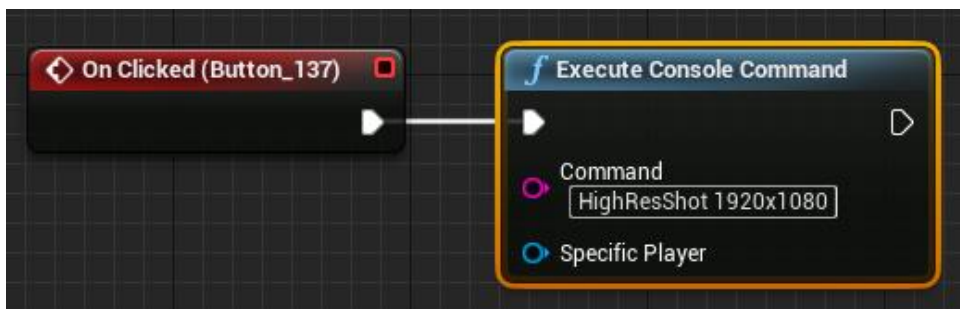 On Clicked (Button_137)
f Execute Console Command
Command
HighResShot 1920x1080
Specific Player